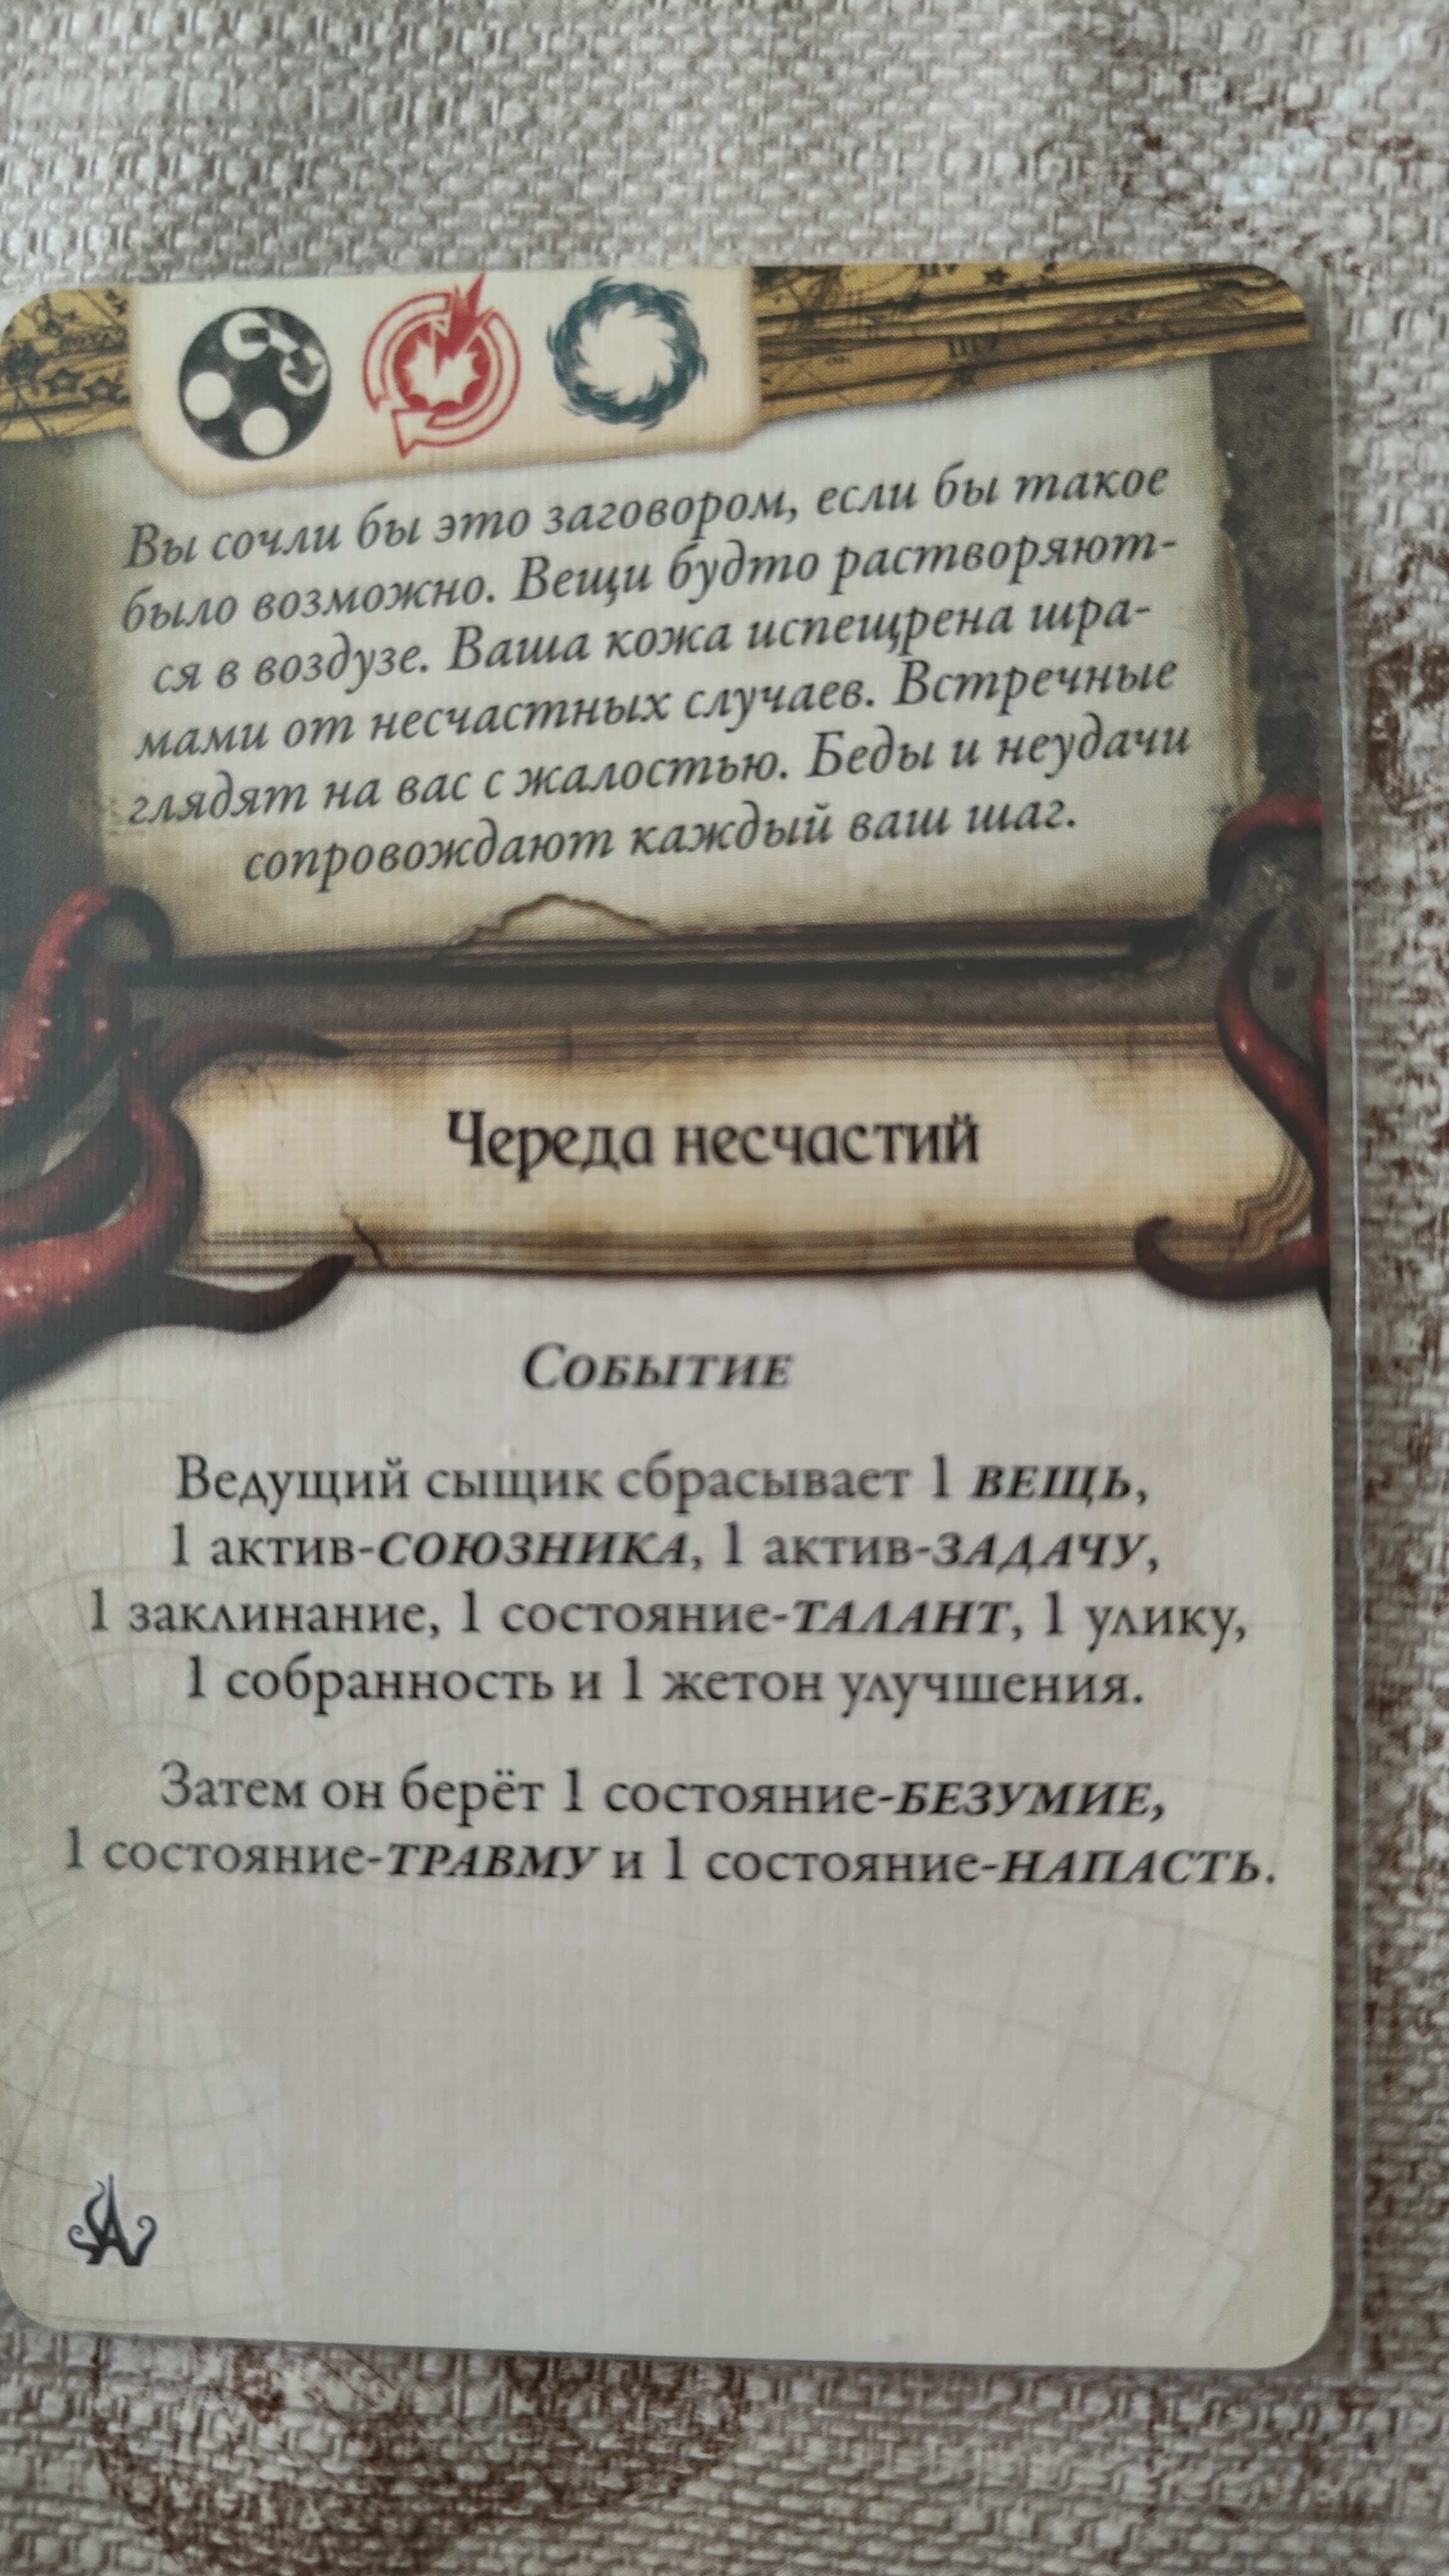 Вы сочли бы это заговором, если бы такое
было возможно. Вещи будто растворяют-
ся в воздузе. Ваша кожа испещрена шра-
мами от несчастных случаев. Встречные
глядят на вас с жалостью. Беды и неудачи
сопровождают каждый ваш шаг.
Череда несчастий
Событие
Ведущий сыщик сбрасывает 1 ВЕЩЬ,
1 актив-СОЮЗНИКА, 1 актив-ЗАДАЧУ,
1 заклинание, 1 состояние-ТАЛАНТ, 1 улику,
1 собранность и 1 жетон улучшения.
Затем он берёт 1 состояние-БЕЗУМИЕ,
1 состояние-ТРАВМУ и 1 состояние-НАПАСТЬ.